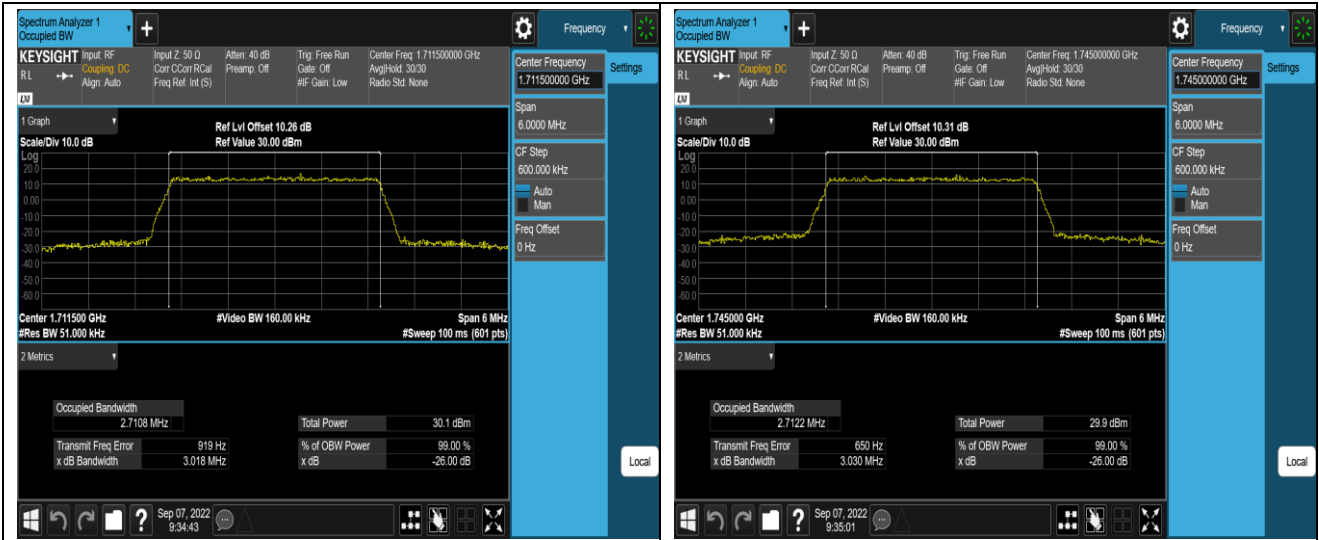 Spectrum Analyzer 1
Occupied BW
+
Frequency
KEYSIGHT Input: RF
RL
Coupling: DC
Align: Auto
Input Z: 50 Ω
Corr CCorr RCal
Freq Ref: Int (S)
Atten: 40 dB
Preamp: Off
Trig: Free Run
Gate: Off
#IF Gain: Low
Center Freq: 1.711500000 GHz
Avg|Hold: 30/30
Radio Std: None
LXI
Center Frequency
1.711500000 GHz
Settings
Span
6.0000 MHz
CF Step
600.000 kHz
Auto
Man
Freq Offset
0 Hz
Local
1 Graph
Scale/Div 10.0 dB
Ref Lvl Offset 10.26 dB
Ref Value 30.00 dBm
Log
20.0
10.0
0.00
-10.0
-20.0
-30.0
-40.0
-50.0
-60.0
Center 1.711500 GHz
#Video BW 160.00 kHz
Span 6 MHz
#Res BW 51.000 kHz
#Sweep 100 ms (601 pts)
2 Metrics
Occupied Bandwidth
2.7108 MHz
Total Power 30.1 dBm
Transmit Freq Error 919 Hz
% of OBW Power 99.00 %
x dB Bandwidth 3.018 MHz
x dB -26.00 dB
?
Sep 07, 2022
9:34:43
Spectrum Analyzer 1
Occupied BW
+
Frequency
KEYSIGHT Input: RF
RL
Coupling: DC
Align: Auto
Input Z: 50 Ω
Corr CCorr RCal
Freq Ref: Int (S)
Atten: 40 dB
Preamp: Off
Trig: Free Run
Gate: Off
#IF Gain: Low
Center Freq: 1.745000000 GHz
Avg|Hold: 30/30
Radio Std: None
LXI
Center Frequency
1.745000000 GHz
Settings
Span
6.0000 MHz
CF Step
600.000 kHz
Auto
Man
Freq Offset
0 Hz
Local
1 Graph
Scale/Div 10.0 dB
Ref Lvl Offset 10.31 dB
Ref Value 30.00 dBm
Log
20.0
10.0
0.00
-10.0
-20.0
-30.0
-40.0
-50.0
-60.0
Center 1.745000 GHz
#Video BW 160.00 kHz
Span 6 MHz
#Res BW 51.000 kHz
#Sweep 100 ms (601 pts)
2 Metrics
Occupied Bandwidth
2.7122 MHz
Total Power 29.9 dBm
Transmit Freq Error 650 Hz
% of OBW Power 99.00 %
x dB Bandwidth 3.030 MHz
x dB -26.00 dB
?
Sep 07, 2022
9:35:01